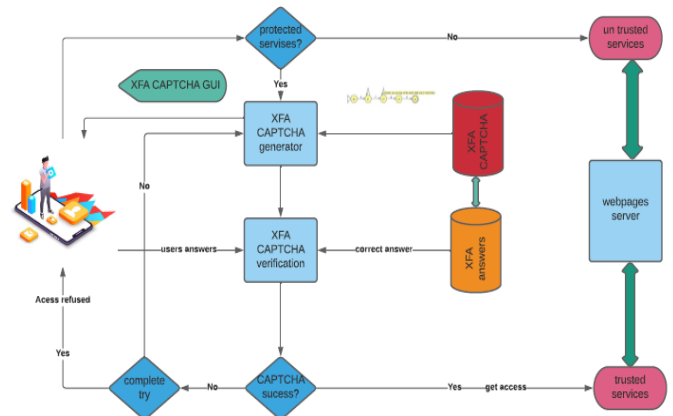 protected
servises?
No
un trusted
services
XFA CAPTCHA GUI
Yes
XFA
CAPTCHA
generator
XFA
CAPTCHA
No
webpages
server
users answers
XFA
CAPTCHA
verification
correct answer
XFA
answers
Acess refused
Yes
complete
try
No
CAPTCHA
sucess?
Yes
get access
trusted
services